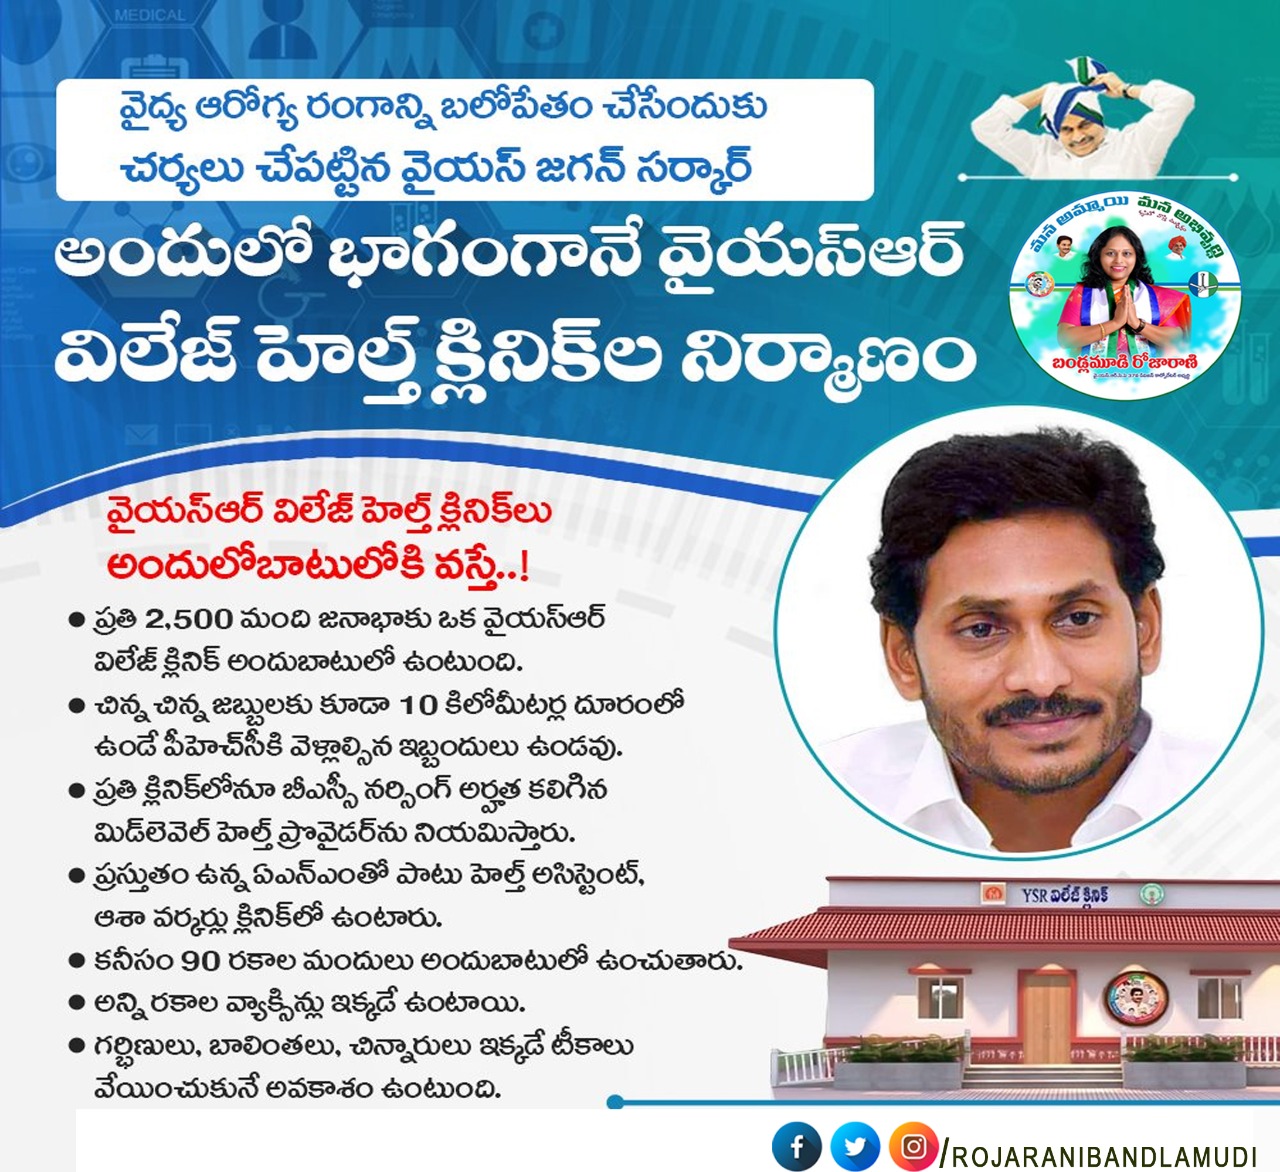 MEDICAL
వైద్య ఆరోగ్య రంగాన్ని బలోపేతం చేసేందుకు
చర్యలు చేపట్టిన వైయస్ జగన్ సర్కార్
అందులో భాగంగానే వైయస్ఆర్
విలేజ్ హెల్త్ క్లినిక్‌ల నిర్మాణం
మన అమ్మాయి మన అభివృద్ధి
బండ్లమూడి రోజారాణి
వైయస్ఆర్ విలేజ్ హెల్త్ క్లినిక్‌లు
అందులోబాటులోకి వస్తే..!
● ప్రతి 2,500 మంది జనాభాకు ఒక వైయస్ఆర్
విలేజ్ క్లినిక్ అందుబాటులో ఉంటుంది.
● చిన్న చిన్న జబ్బులకు కూడా 10 కిలోమీటర్ల దూరంలో
ఉండే పీహెచ్‌సీకి వెళ్లాల్సిన ఇబ్బందులు ఉండవు.
● ప్రతి క్లినిక్‌లోనూ బీఎస్సీ నర్సింగ్ అర్హత కలిగిన
మిడ్‌లెవెల్ హెల్త్ ప్రొవైడర్‌ను నియమిస్తారు.
● ప్రస్తుతం ఉన్న ఏఎన్ఎంతో పాటు హెల్త్ అసిస్టెంట్,
ఆశా వర్కర్లు క్లినిక్‌లో ఉంటారు.
● కనీసం 90 రకాల మందులు అందుబాటులో ఉంచుతారు.
● అన్ని రకాల వ్యాక్సిన్లు ఇక్కడే ఉంటాయి.
● గర్భిణులు, బాలింతలు, చిన్నారులు ఇక్కడే టీకాలు
వేయించుకునే అవకాశం ఉంటుంది.
YSR విలేజ్ క్లినిక్
/ROJARANIBANDLAMUDI